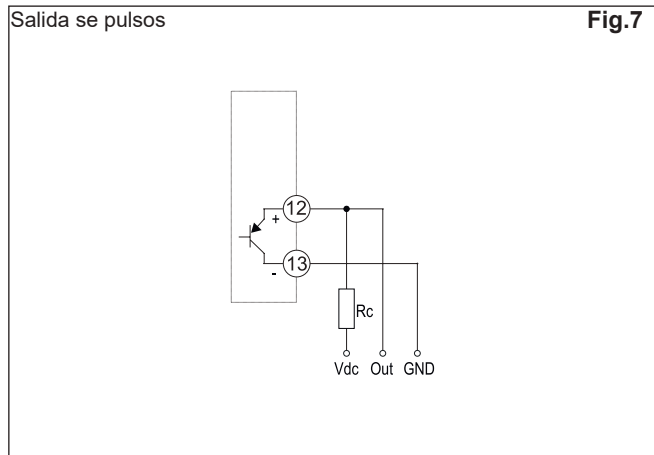 Salida se pulsos
Fig.7
12
+
13
-
Rc
Vdc Out GND